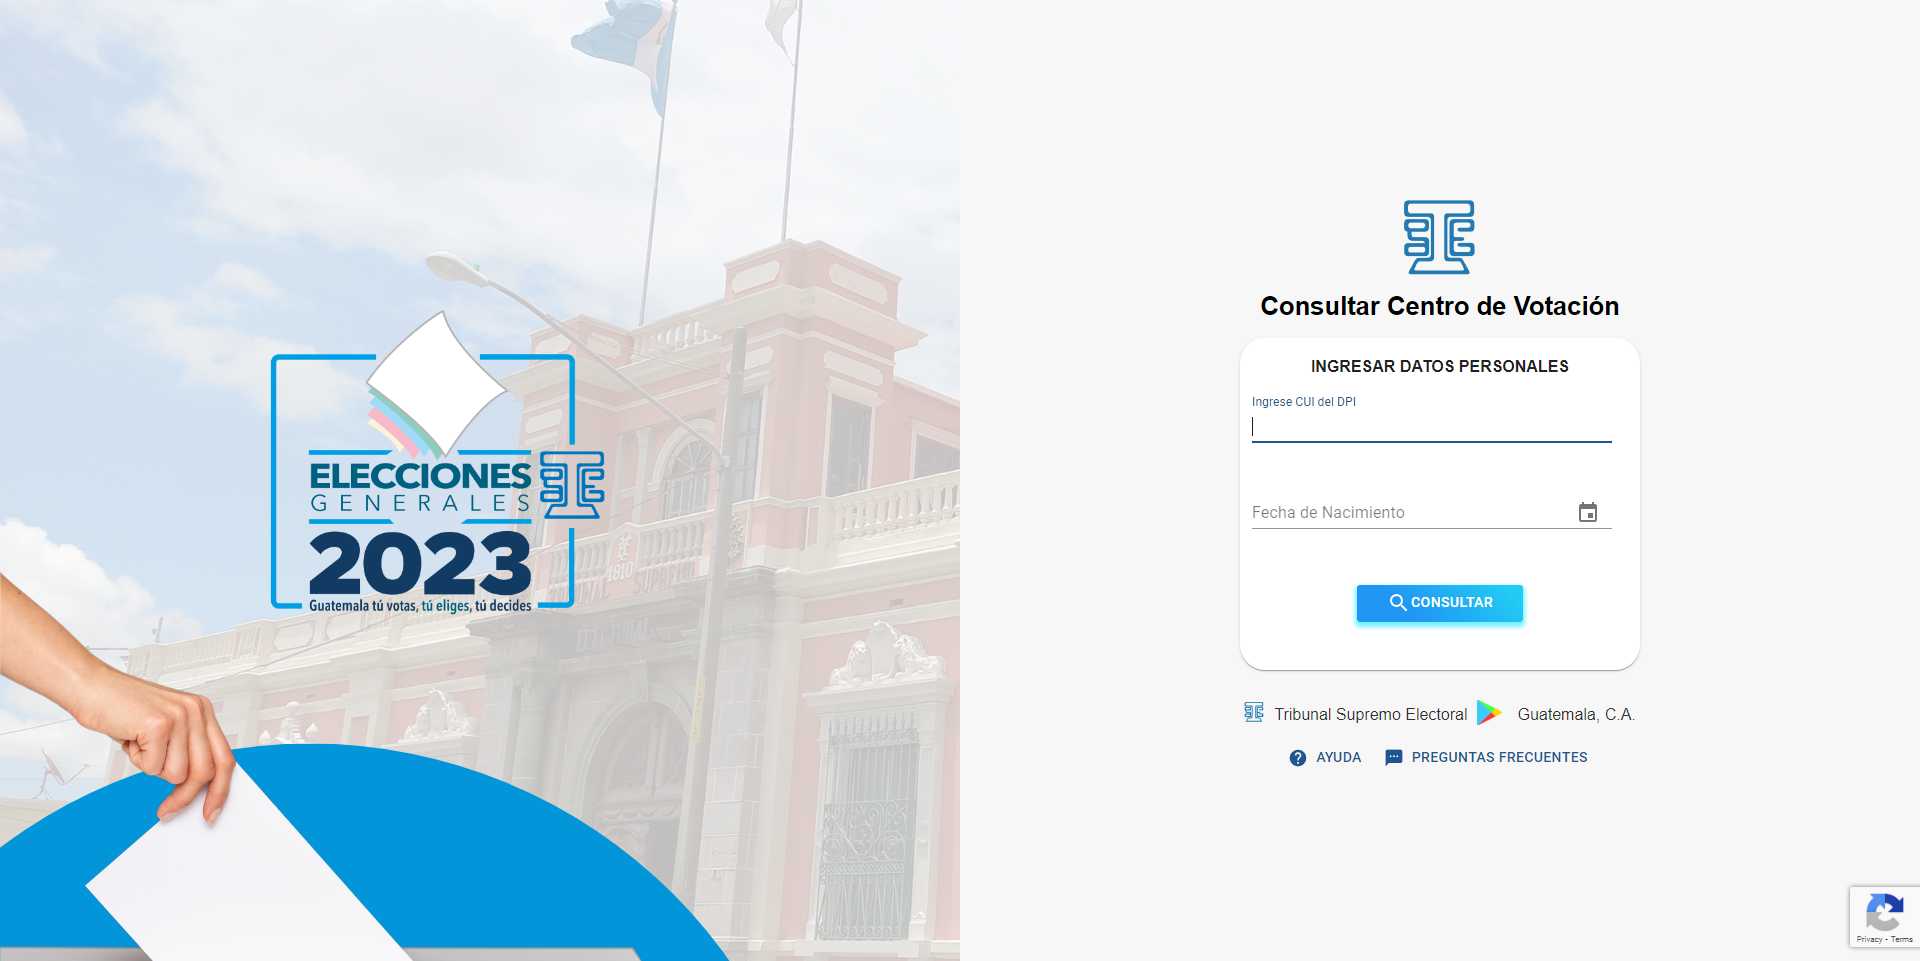 ELECCIONES
GENERALES
2023
Guatemala tú votas, tú eliges, tú decides
1810
Consultar Centro de Votación
INGRESAR DATOS PERSONALES
Ingrese CUI del DPI
Fecha de Nacimiento
CONSULTAR
Tribunal Supremo Electoral
Guatemala, C.A.
AYUDA
PREGUNTAS FRECUENTES
Privacy - Terms